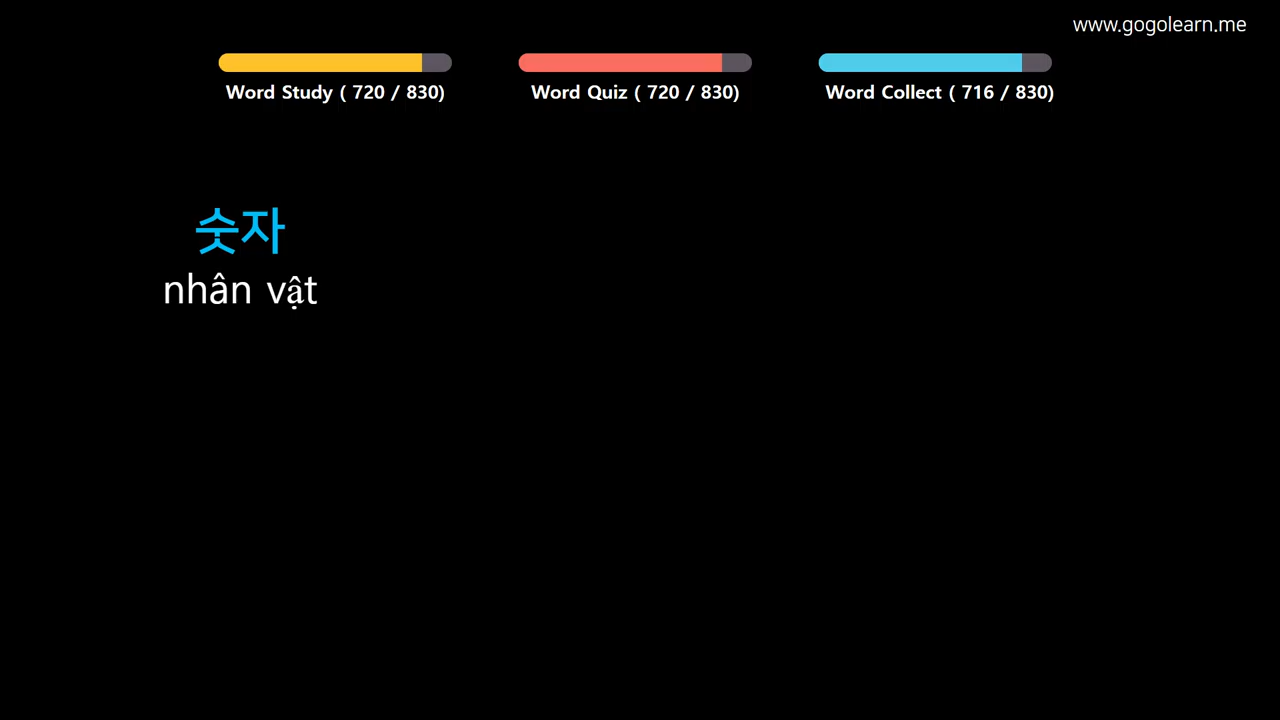 www.gogolearn.me
Word Study ( 720 / 830)
Word Quiz ( 720 / 830)
Word Collect ( 716 / 830)
숫자
nhân vật